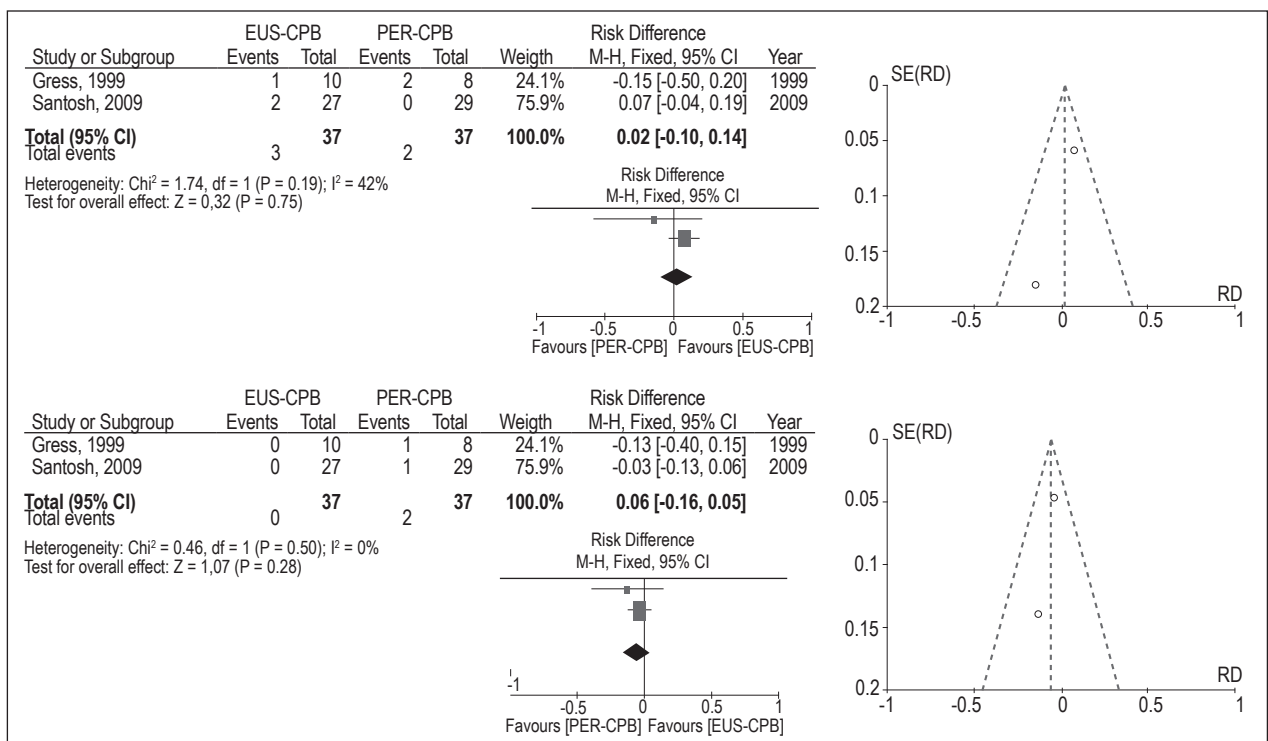 EUS-CPB PER-CPB Risk Difference
Study or Subgroup Events Total Events Total Weigth M-H, Fixed, 95% CI Year
Gress, 1999 1 10 2 8 24.1% -0.15 [-0.50, 0.20] 1999
Santosh, 2009 2 27 0 29 75.9% 0.07 [-0.04, 0.19] 2009
Total (95% CI) 37 37 100.0% 0.02 [-0.10, 0.14]
Total events 3 2
Heterogeneity: Chi² = 1.74, df = 1 (P = 0.19); I² = 42%
Test for overall effect: Z = 0,32 (P = 0.75)
Risk Difference
M-H, Fixed, 95% CI
-1 -0.5 0 0.5 1
Favours [PER-CPB] Favours [EUS-CPB]
SE(RD)
0
0.05
0.1
0.15
0.2
RD
-1 -0.5 0 0.5 1
EUS-CPB PER-CPB Risk Difference
Study or Subgroup Events Total Events Total Weigth M-H, Fixed, 95% CI Year
Gress, 1999 0 10 1 8 24.1% -0.13 [-0.40, 0.15] 1999
Santosh, 2009 0 27 1 29 75.9% -0.03 [-0.13, 0.06] 2009
Total (95% CI) 37 37 100.0% 0.06 [-0.16, 0.05]
Total events 0 2
Heterogeneity: Chi² = 0.46, df = 1 (P = 0.50); I² = 0%
Test for overall effect: Z = 1,07 (P = 0.28)
Risk Difference
M-H, Fixed, 95% CI
-1
-0.5 0 0.5 1
Favours [PER-CPB] Favours [EUS-CPB]
SE(RD)
0
0.05
0.1
0.15
0.2
RD
-1 -0.5 0 0.5 1